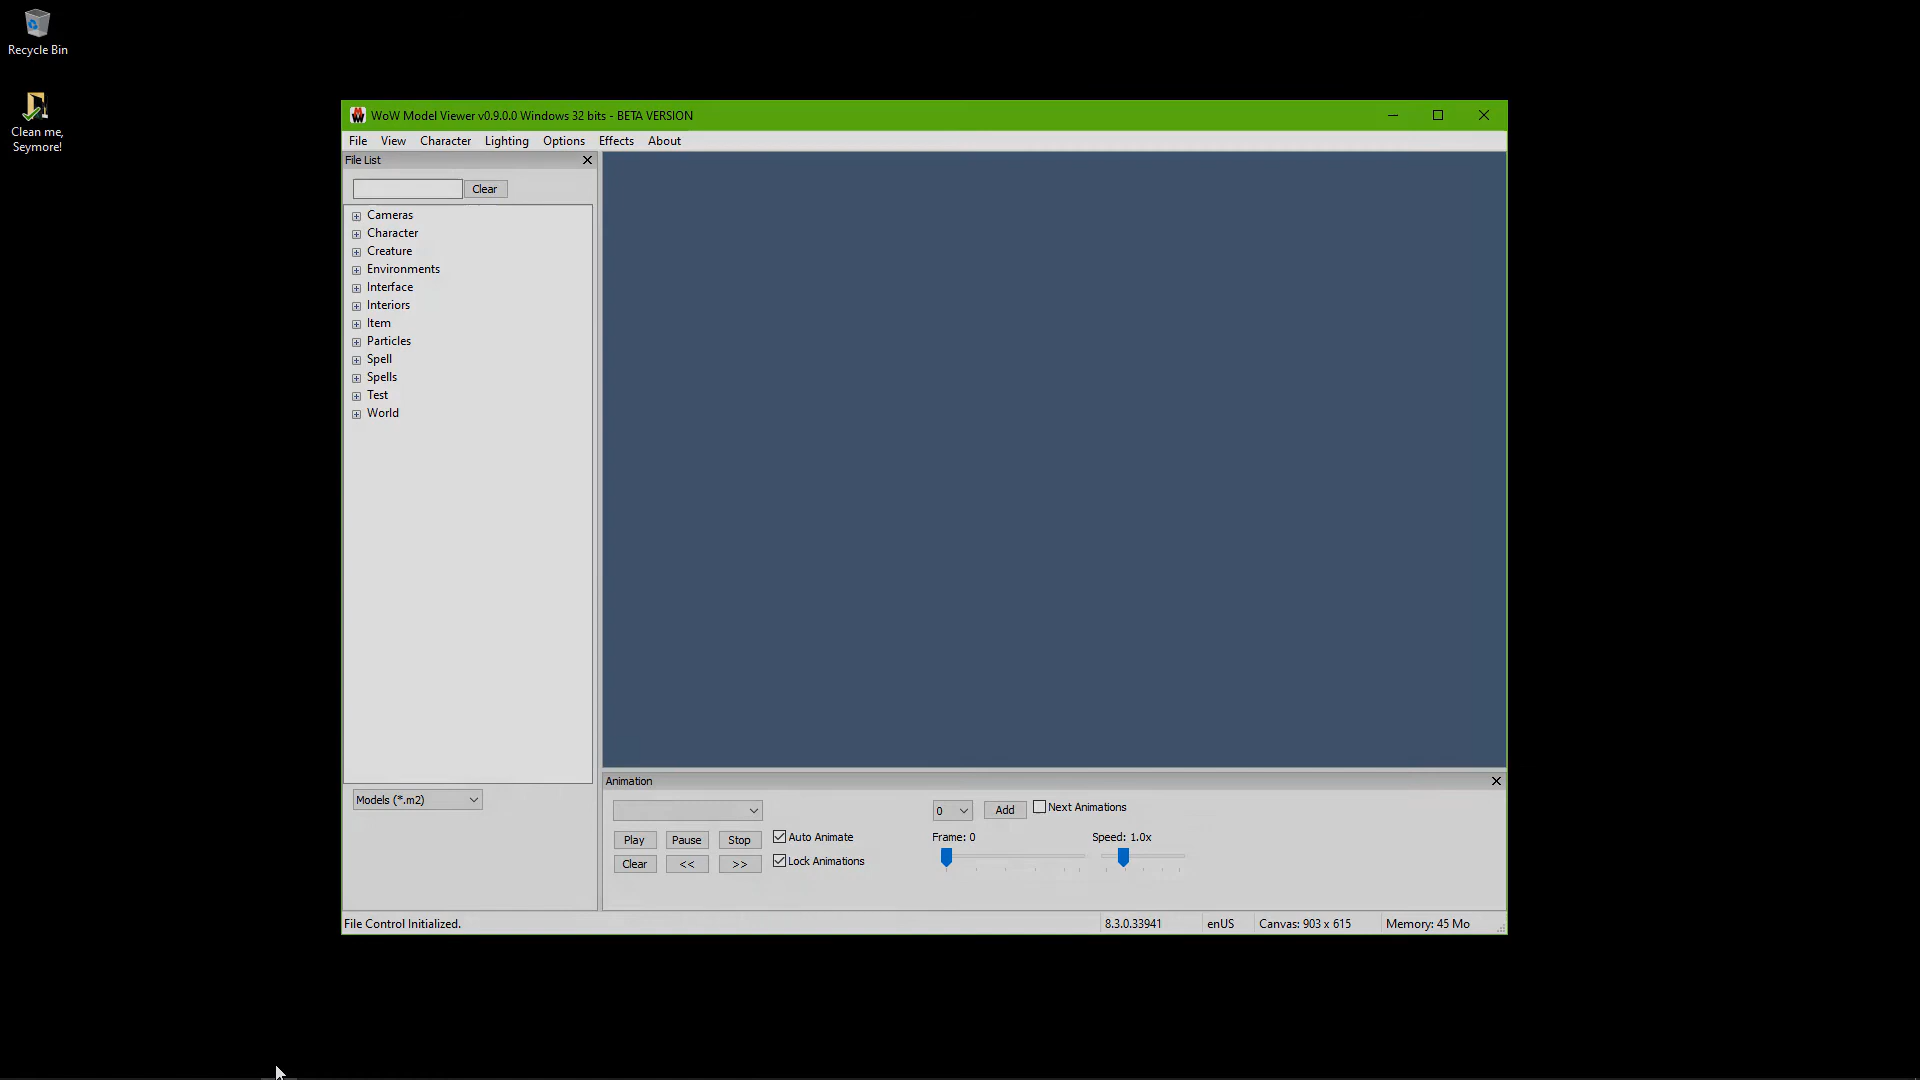 Recycle Bin
Clean me,
Seymore!
WoW Model Viewer v0.9.0.0 Windows 32 bits - BETA VERSION
File View Character Lighting Options Effects About
File List
Clear
Cameras
Character
Creature
Environments
Interface
Interiors
Item
Particles
Spell
Spells
Test
World
Models (*.m2)
Animation
0 Add Next Animations
Play Pause Stop Auto Animate Frame: 0 Speed: 1.0x
Clear << >> Lock Animations
File Control Initialized. 8.3.0.33941 enUS Canvas: 903 x 615 Memory: 45 Mo